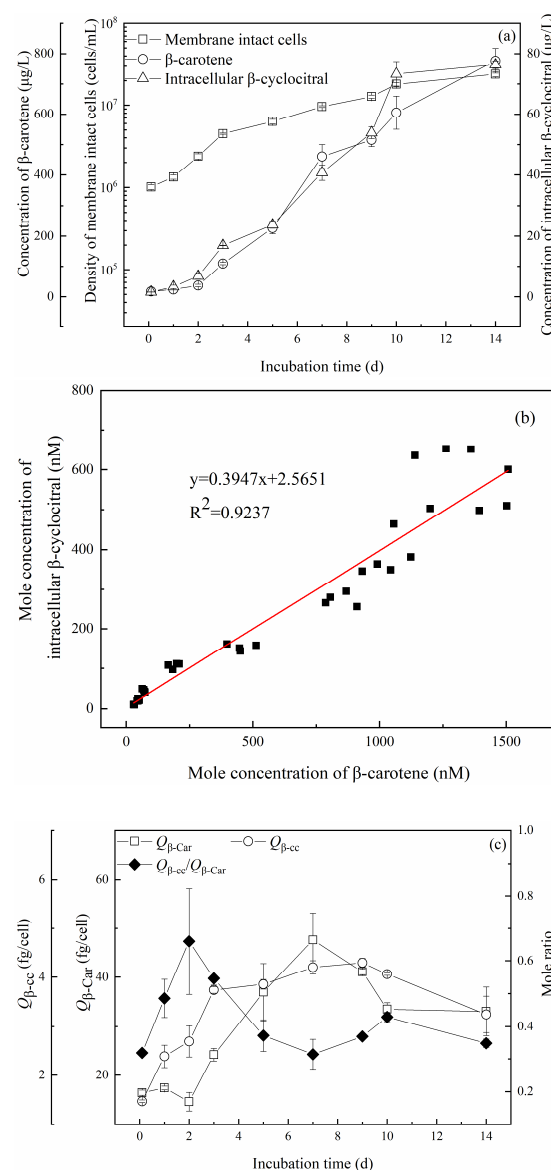 (a)
Membrane intact cells
β-carotene
Intracellular β-cyclocitral
Concentration of β-carotene (μg/L)
800
600
400
200
0
Density of membrane intact cells (cells/mL)
10^8
10^7
10^6
10^5
Concentration of intracellular β-cyclocitral (μg/L)
80
60
40
20
0
0 2 4 6 8 10 12 14
Incubation time (d)
(b)
y=0.3947x+2.5651
R^2=0.9237
Mole concentration of
intracellular β-cyclocitral (nM)
800
600
400
200
0
0 500 1000 1500
Mole concentration of β-carotene (nM)
(c)
Qβ-Car Qβ-cc
Qβ-cc/Qβ-Car
Qβ-cc (fg/cell)
6
4
2
Qβ-Car (fg/cell)
60
40
20
Mole ratio
1.0
0.8
0.6
0.4
0.2
0 2 4 6 8 10 12 14
Incubation time (d)